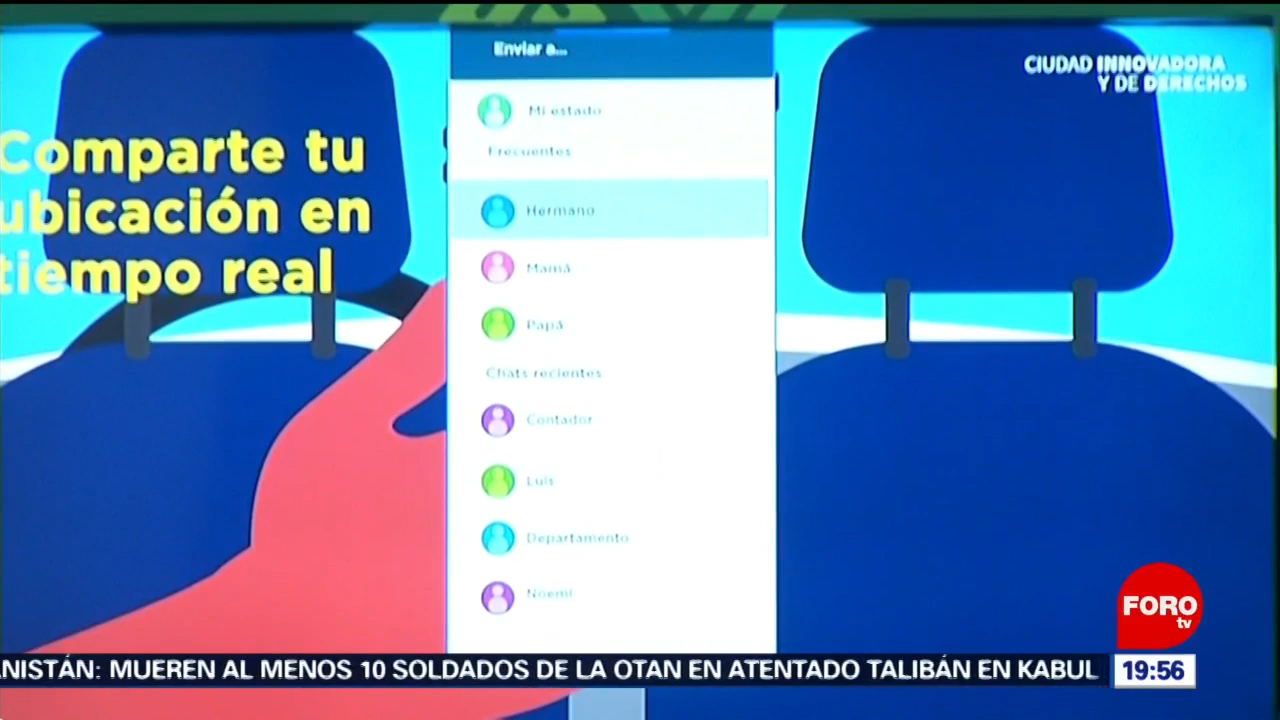 Enviar a...
CIUDAD INNOVADORA
Y DE DERECHOS
Comparte tu
ubicación en
tiempo real
Mi estado
Frecuentes
Hermano
Mamá
Papá
Chats recientes
Contador
Luis
Departamento
Noemí
FORO
tv
ANISTÁN: MUEREN AL MENOS 10 SOLDADOS DE LA OTAN EN ATENTADO TALIBÁN EN KABUL
19:56